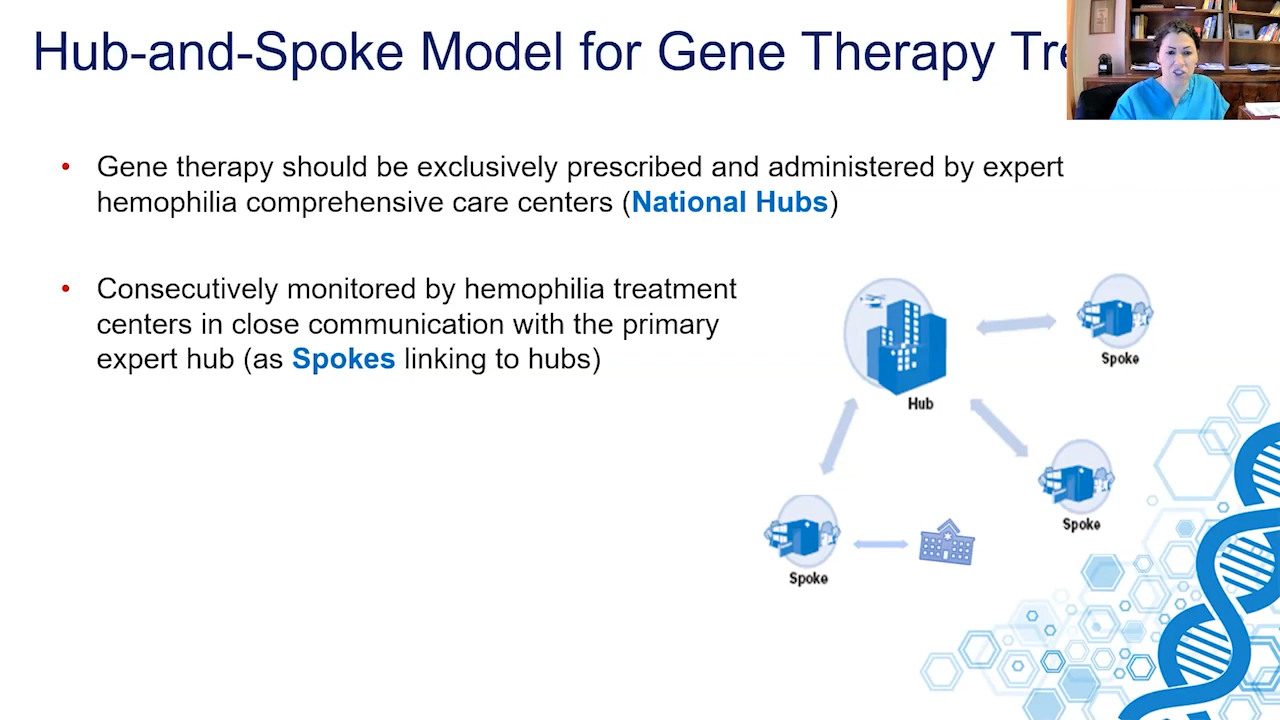 Hub-and-Spoke Model for Gene Therapy
• Gene therapy should be exclusively prescribed and administered by expert
hemophilia comprehensive care centers (National Hubs)
• Consecutively monitored by hemophilia treatment
centers in close communication with the primary
expert hub (as Spokes linking to hubs)
Spoke
Hub
Spoke
Spoke